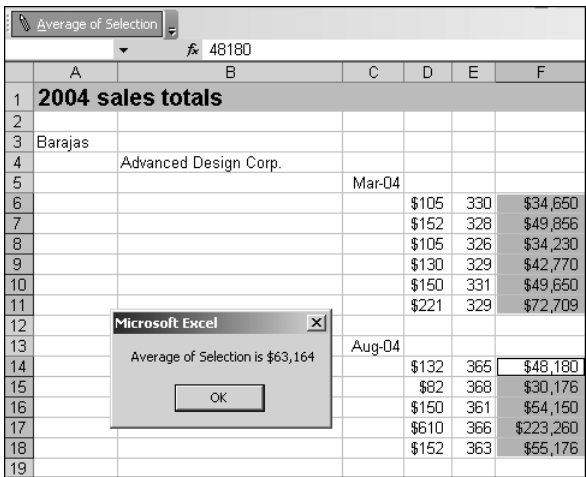 Average of Selection
fx 48180
A B C D E F
1 2004 sales totals
2
3 Barajas
4 Advanced Design Corp.
5 Mar-04
6 $105 330 $34,650
7 $152 328 $49,856
8 $105 326 $34,230
9 $130 329 $42,770
10 $150 331 $49,650
11 $221 329 $72,709
12
13 Aug-04
14 $132 365 $48,180
15 $82 368 $30,176
16 $150 361 $54,150
17 $610 366 $223,260
18 $152 363 $55,176
19
Microsoft Excel
Average of Selection is $63,164
OK